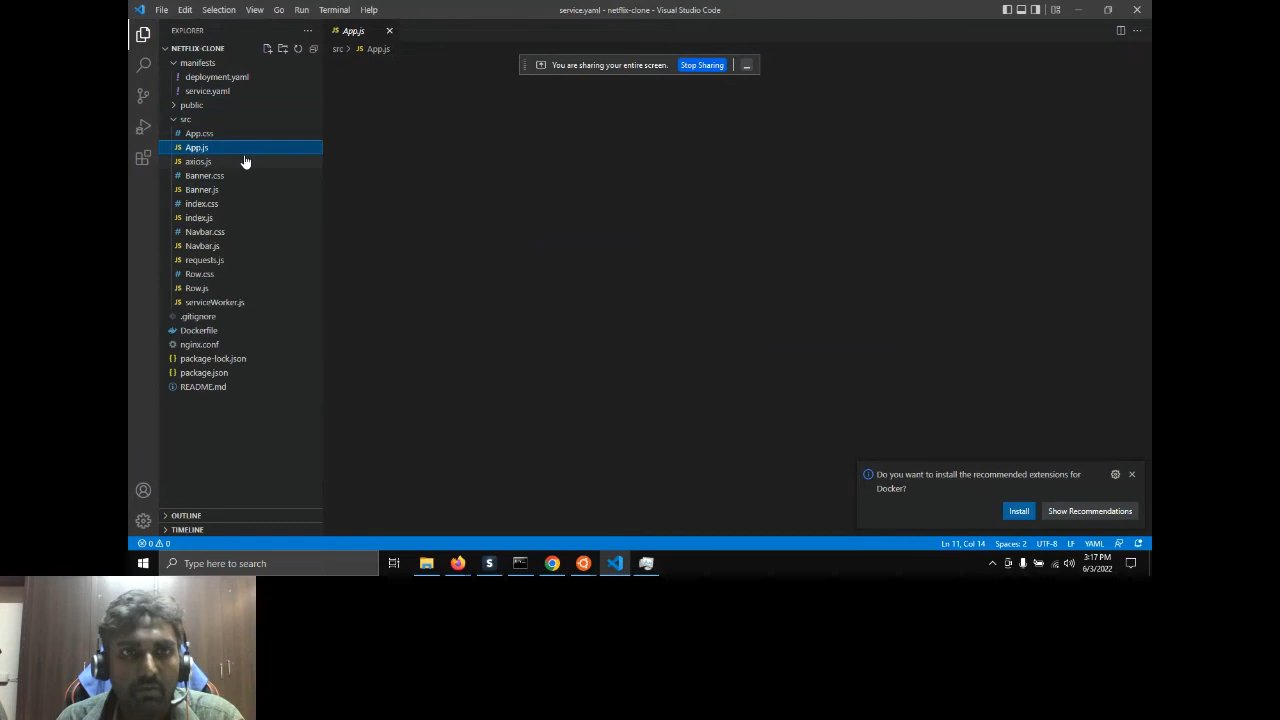 File Edit Selection View Go Run Terminal Help
service.yaml - netflix-clone - Visual Studio Code
EXPLORER
App.js
NETFLIX-CLONE
src > App.js
manifests
deployment.yaml
service.yaml
public
src
App.css
App.js
axios.js
Banner.css
Banner.js
index.css
index.js
Navbar.css
Navbar.js
requests.js
Row.css
Row.js
serviceWorker.js
.gitignore
Dockerfile
nginx.conf
package-lock.json
package.json
README.md
OUTLINE
TIMELINE
You are sharing your entire screen. Stop Sharing
Do you want to install the recommended extensions for
Docker?
Install Show Recommendations
0 0
Ln 11, Col 14 Spaces: 2 UTF-8 LF YAML
Type here to search
3:17 PM
6/3/2022